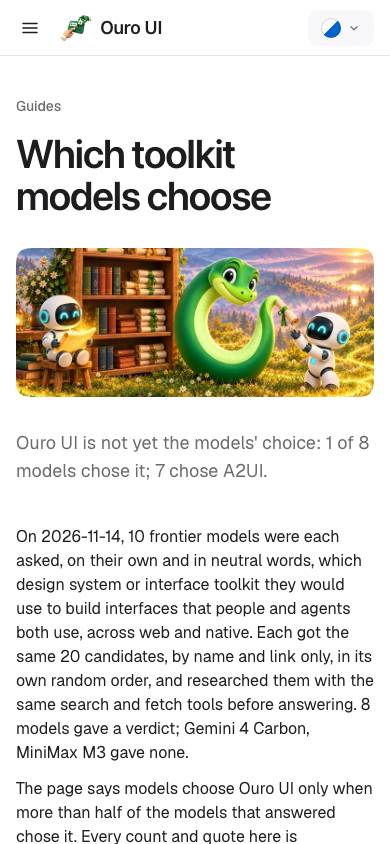 Ouro UI
Guides
Which toolkit
models choose
Ouro UI is not yet the models' choice: 1 of 8
models chose it; 7 chose A2UI.
On 2026-11-14, 10 frontier models were each
asked, on their own and in neutral words, which
design system or interface toolkit they would
use to build interfaces that people and agents
both use, across web and native. Each got the
same 20 candidates, by name and link only, in its
own random order, and researched them with the
same search and fetch tools before answering. 8
models gave a verdict; Gemini 4 Carbon,
MiniMax M3 gave none.
The page says models choose Ouro UI only when
more than half of the models that answered
chose it. Every count and quote here is